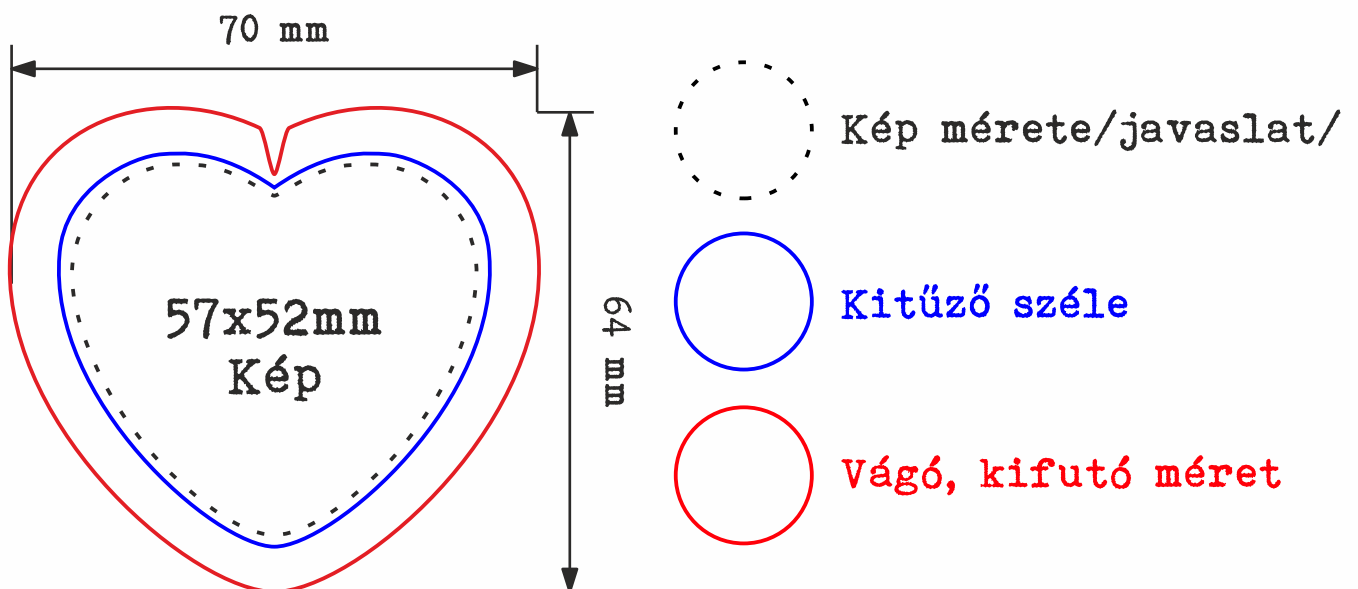 70 mm
Kép mérete/javaslat/
57x52mm
Kép
64 mm
Kitűző széle
Vágó, kifutó méret